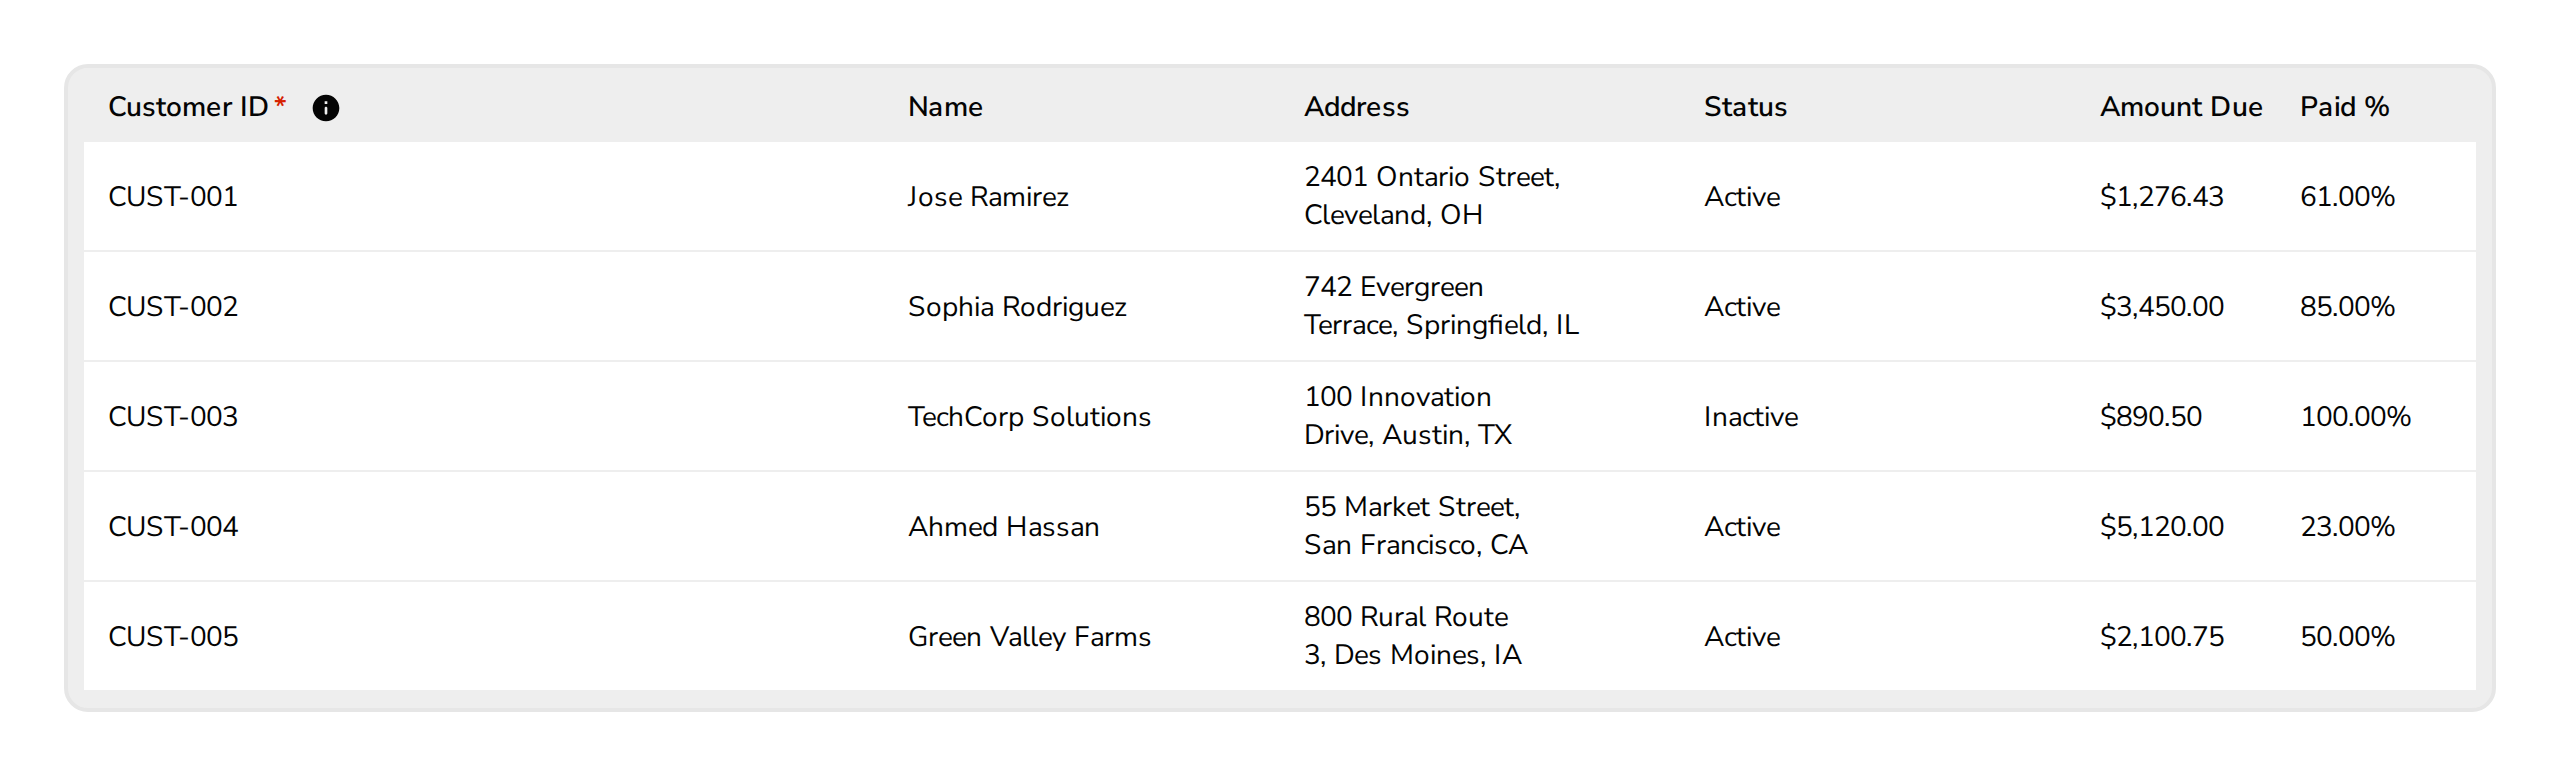 Customer ID* Name Address Status Amount Due Paid %
CUST-001 Jose Ramirez 2401 Ontario Street, Active $1,276.43 61.00%
Cleveland, OH
CUST-002 Sophia Rodriguez 742 Evergreen Active $3,450.00 85.00%
Terrace, Springfield, IL
CUST-003 TechCorp Solutions 100 Innovation Inactive $890.50 100.00%
Drive, Austin, TX
CUST-004 Ahmed Hassan 55 Market Street, Active $5,120.00 23.00%
San Francisco, CA
CUST-005 Green Valley Farms 800 Rural Route Active $2,100.75 50.00%
3, Des Moines, IA